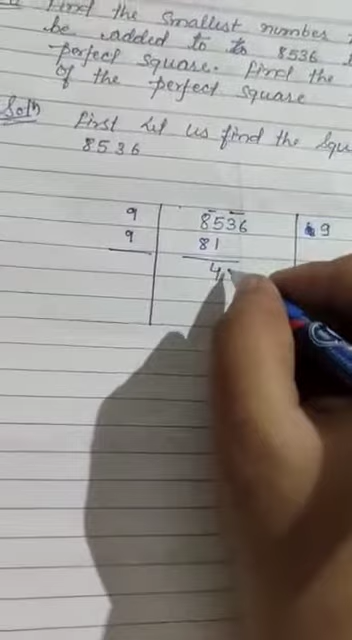 Find the smallest number
be added to to 8536
perfect square. Find the
of the perfect square
Soln First let us find the
8536
9 8536 9
9 81
4